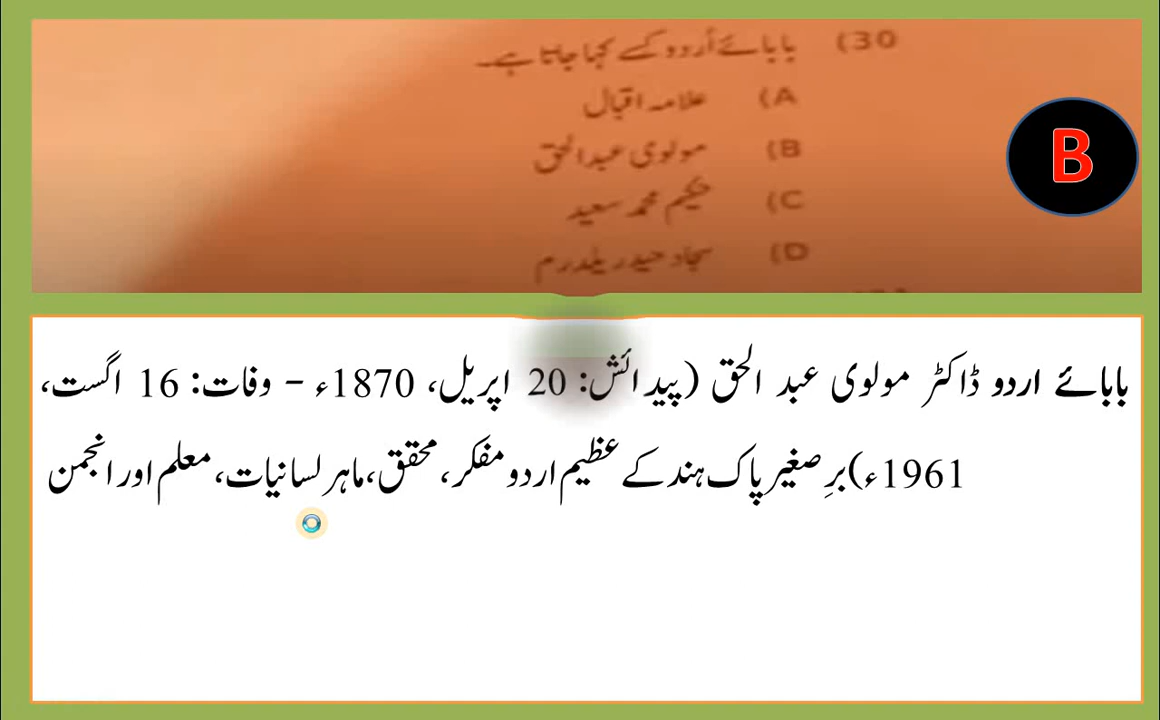 30) بابائے اُردو کسے کہا جاتا ہے۔
A) علامہ اقبال
B) مولوی عبدالحق
C) حکیم محمد سعید
D) سجاد حیدر یلدرم
B
بابائے اردو ڈاکٹر مولوی عبد الحق (پیدائش: 20 اپریل، 1870ء – وفات: 16 اگست،
1961ء)برِصغیر پاک ہند کے عظیم اردو مفکر، محقق، ماہر لسانیات، معلم اور انجمن